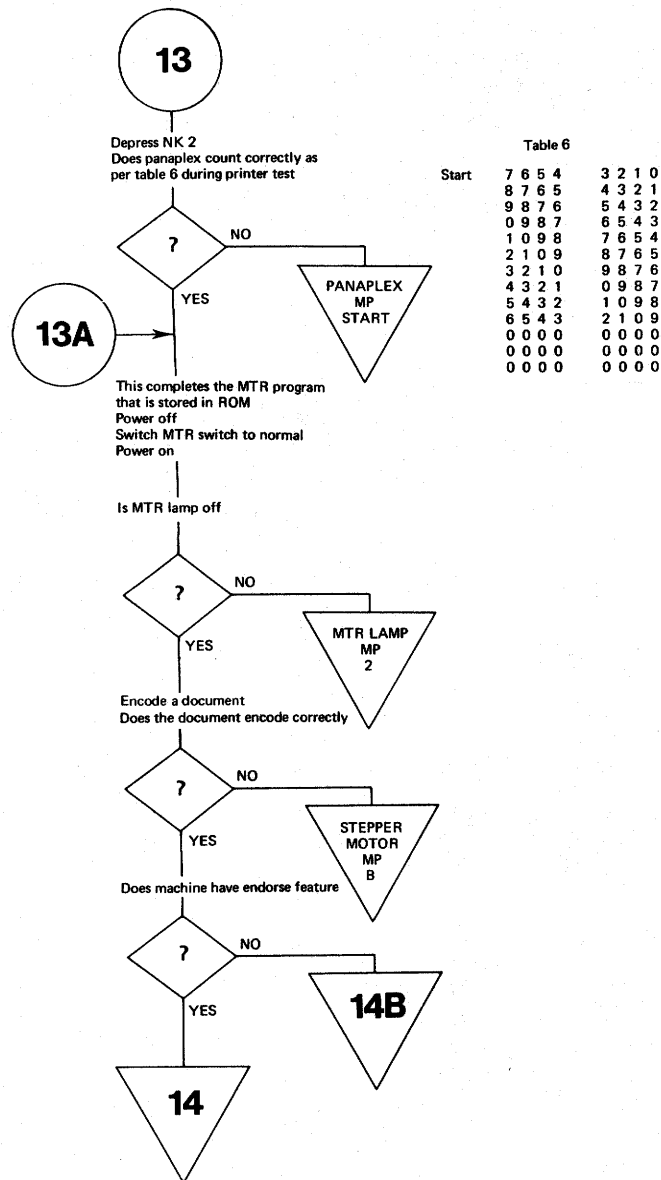 13
Depress NK 2
Does panaplex count correctly as
per table 6 during printer test
Table 6
Start 7 6 5 4 3 2 1 0
8 7 6 5 4 3 2 1
9 8 7 6 5 4 3 2
0 9 8 7 6 5 4 3
1 0 9 8 7 6 5 4
2 1 0 9 8 7 6 5
3 2 1 0 9 8 7 6
4 3 2 1 0 9 8 7
5 4 3 2 1 0 9 8
6 5 4 3 2 1 0 9
0 0 0 0 0 0 0 0
0 0 0 0 0 0 0 0
0 0 0 0 0 0 0 0
?
NO
YES
PANAPLEX
MP
START
13A
This completes the MTR program
that is stored in ROM
Power off
Switch MTR switch to normal
Power on
Is MTR lamp off
?
NO
YES
MTR LAMP
MP
2
Encode a document
Does the document encode correctly
?
NO
YES
STEPPER
MOTOR
MP
B
Does machine have endorse feature
?
NO
YES
14B
14